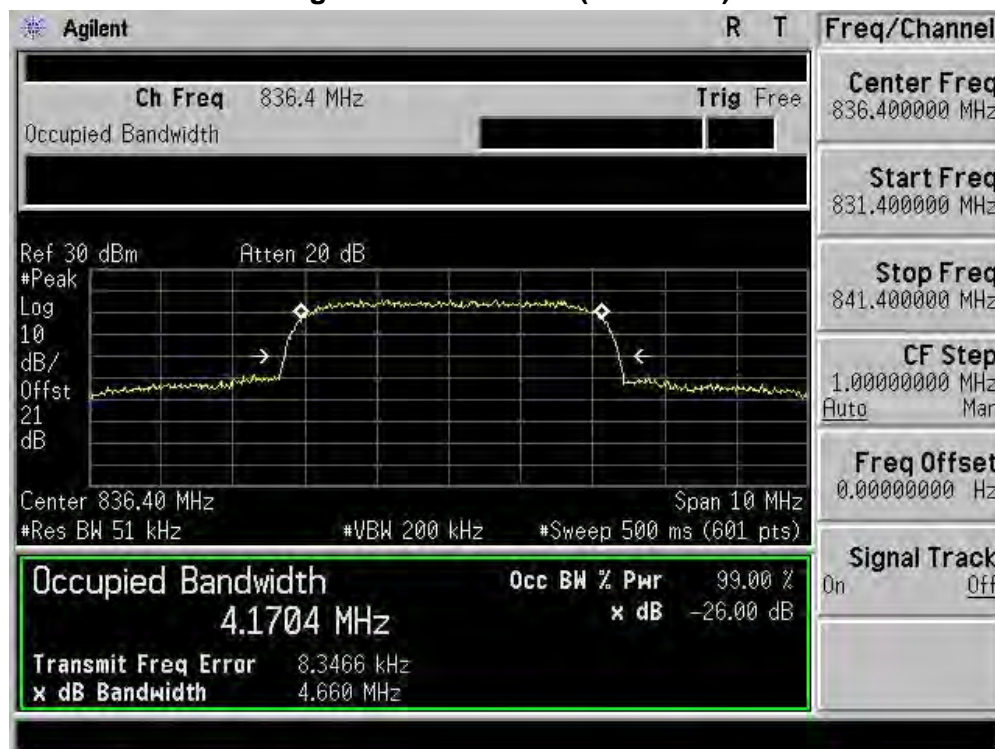 Agilent R T
Ch Freq 836.4 MHz Trig Free
Occupied Bandwidth
Ref 30 dBm Atten 20 dB
#Peak
Log
10
dB/
Offst
21
dB
Center 836.40 MHz Span 10 MHz
#Res BW 51 kHz #VBW 200 kHz #Sweep 500 ms (601 pts)
Occupied Bandwidth Occ BW % Pwr 99.00 %
4.1704 MHz x dB -26.00 dB
Transmit Freq Error 8.3466 kHz
x dB Bandwidth 4.660 MHz
Freq/Channel
Center Freq
836.400000 MHz
Start Freq
831.400000 MHz
Stop Freq
841.400000 MHz
CF Step
1.00000000 MHz
Auto Man
Freq Offset
0.00000000 Hz
Signal Track
On Off